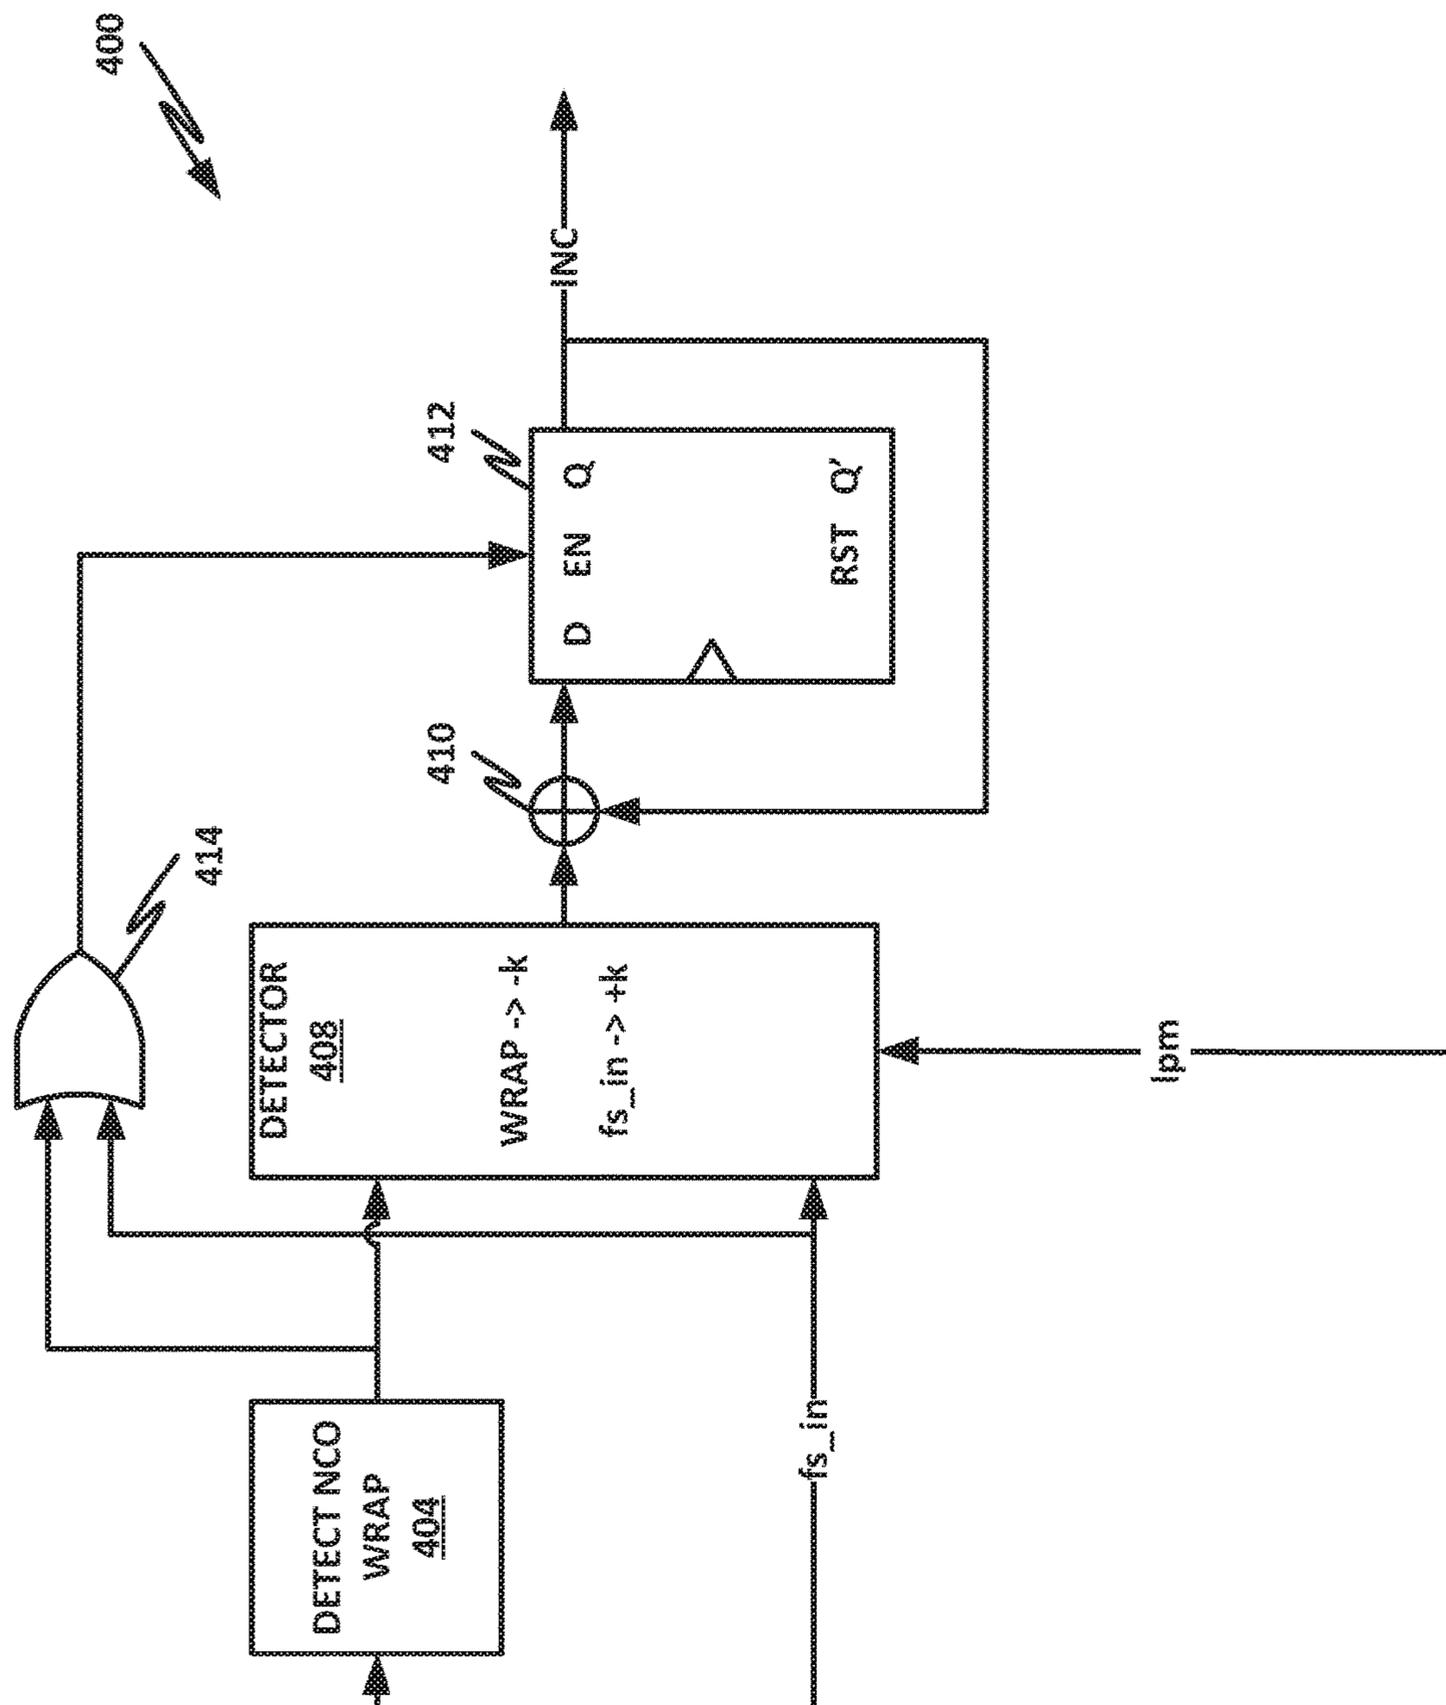 400
414
412
410
DETECT NCO
WRAP
404
DETECTOR
408
WRAP -> -k
fs_in -> +k
D EN Q
RST Q'
INC
fs_in
lpm